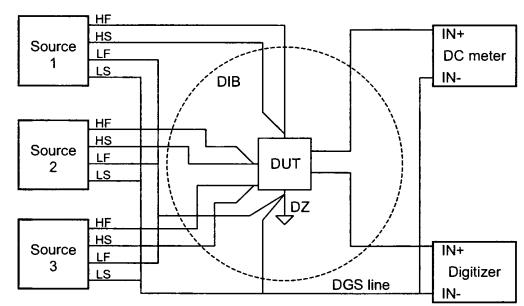 HF
HS
Source
1
LF
LS
IN+
DC meter
IN-
DIB
HF
HS
Source
2
LF
LS
DUT
DZ
HF
HS
Source
3
LF
LS
DGS line
IN+
Digitizer
IN-